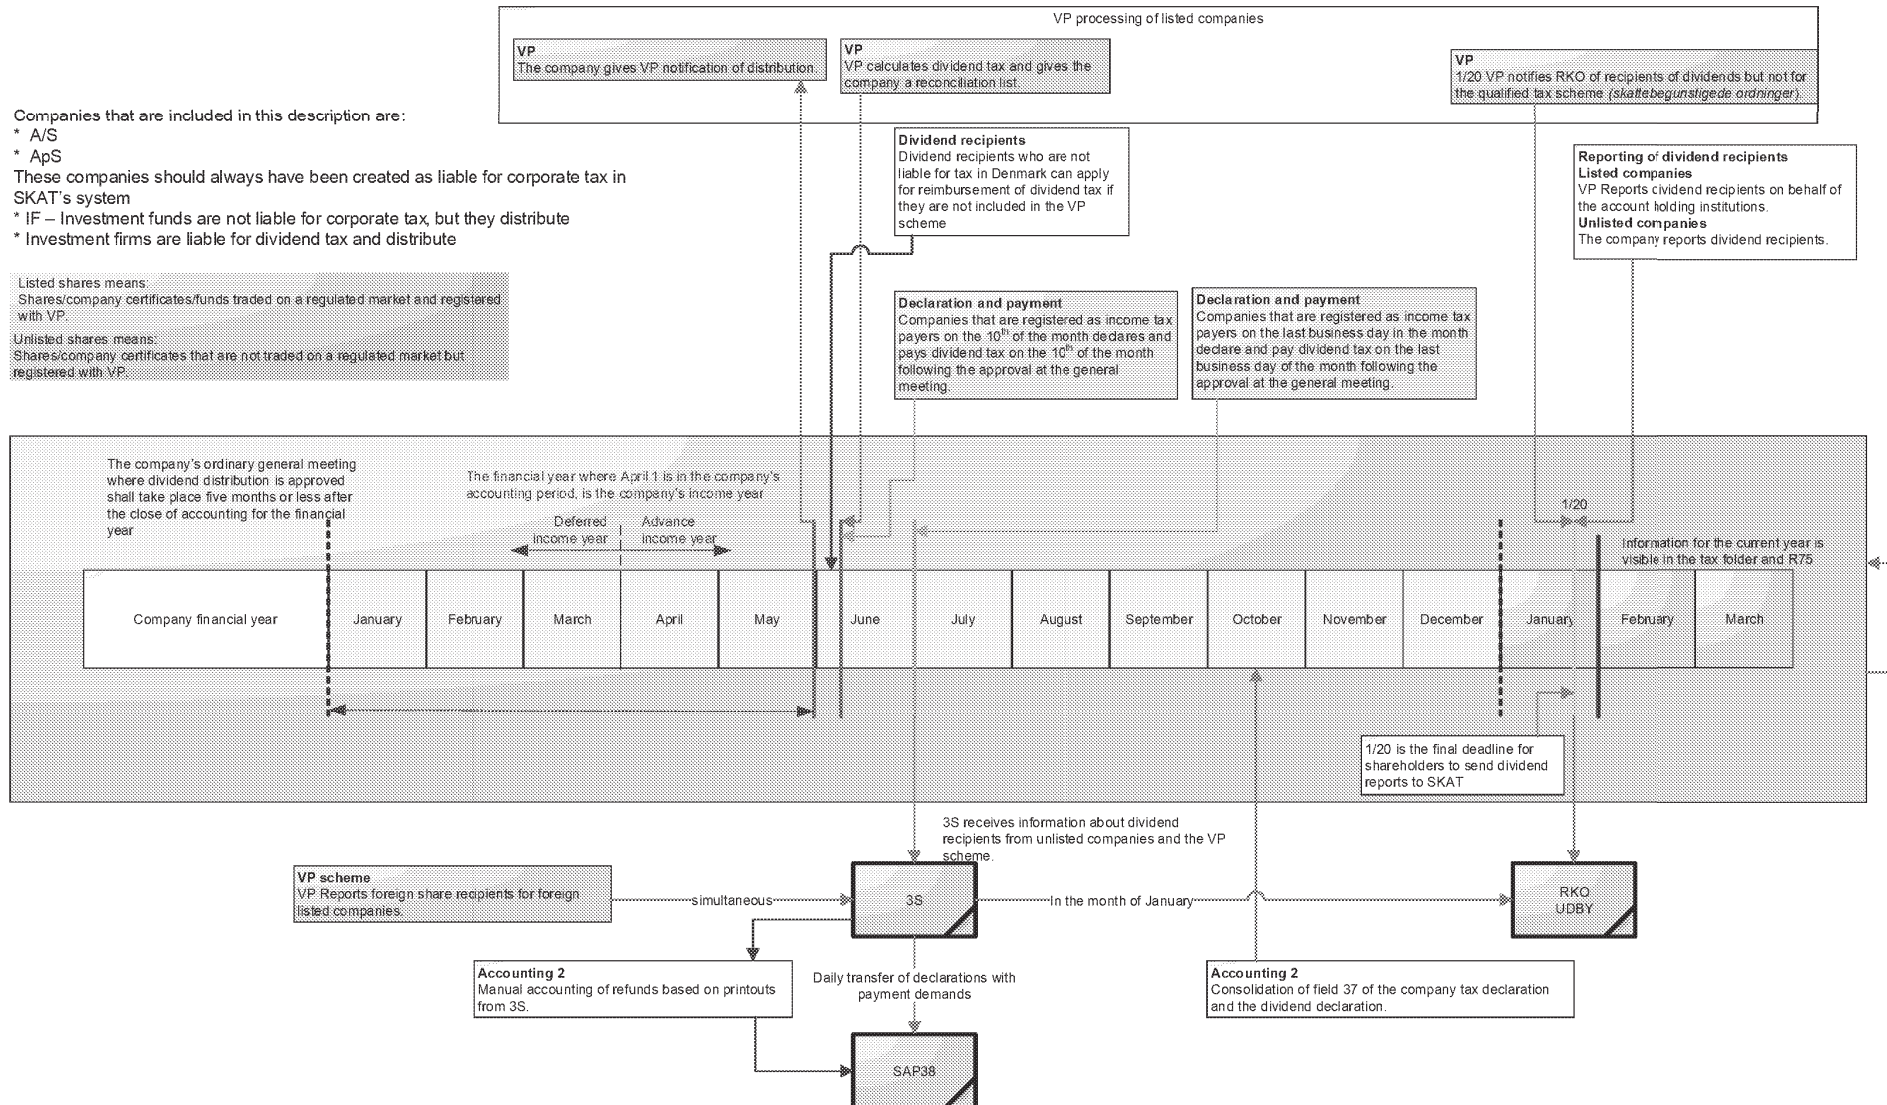 VP processing of listed companies
VP
The company gives VP notification of distribution.
VP
VP calculates dividend tax and gives the
company a reconciliation list.
VP
1/20 VP notifies RKO of recipients of dividends but not for
the qualified tax scheme (skattebegunstigede ordninger).
Companies that are included in this description are:
* A/S
* ApS
These companies should always have been created as liable for corporate tax in
SKAT's system
* IF – Investment funds are not liable for corporate tax, but they distribute
* Investment firms are liable for dividend tax and distribute
Dividend recipients
Dividend recipients who are not
liable for tax in Denmark can apply
for reimbursement of dividend tax if
they are not included in the VP
scheme
Reporting of dividend recipients
Listed companies
VP Reports dividend recipients on behalf of
the account holding institutions.
Unlisted companies
The company reports dividend recipients.
Listed shares means:
Shares/company certificates/funds traded on a regulated market and registered
with VP.
Unlisted shares means:
Shares/company certificates that are not traded on a regulated market but
registered with VP.
Declaration and payment
Companies that are registered as income tax
payers on the 10th of the month declares and
pays dividend tax on the 10th of the month
following the approval at the general
meeting.
Declaration and payment
Companies that are registered as income tax
payers on the last business day in the month
declare and pay dividend tax on the last
business day of the month following the
approval at the general meeting.
The company's ordinary general meeting
where dividend distribution is approved
shall take place five months or less after
the close of accounting for the financial
year
The financial year where April 1 is in the company's
accounting period, is the company's income year
Deferred
income year
Advance
income year
1/20
Information for the current year is
visible in the tax folder and R75
Company financial year
January
February
March
April
May
June
July
August
September
October
November
December
January
February
March
1/20 is the final deadline for
shareholders to send dividend
reports to SKAT
3S receives information about dividend
recipients from unlisted companies and the VP
scheme.
VP scheme
VP Reports foreign share recipients for foreign
listed companies.
simultaneous
3S
In the month of January
RKO
UDBY
Accounting 2
Manual accounting of refunds based on printouts
from 3S.
Daily transfer of declarations with
payment demands
Accounting 2
Consolidation of field 37 of the company tax declaration
and the dividend declaration.
SAP38